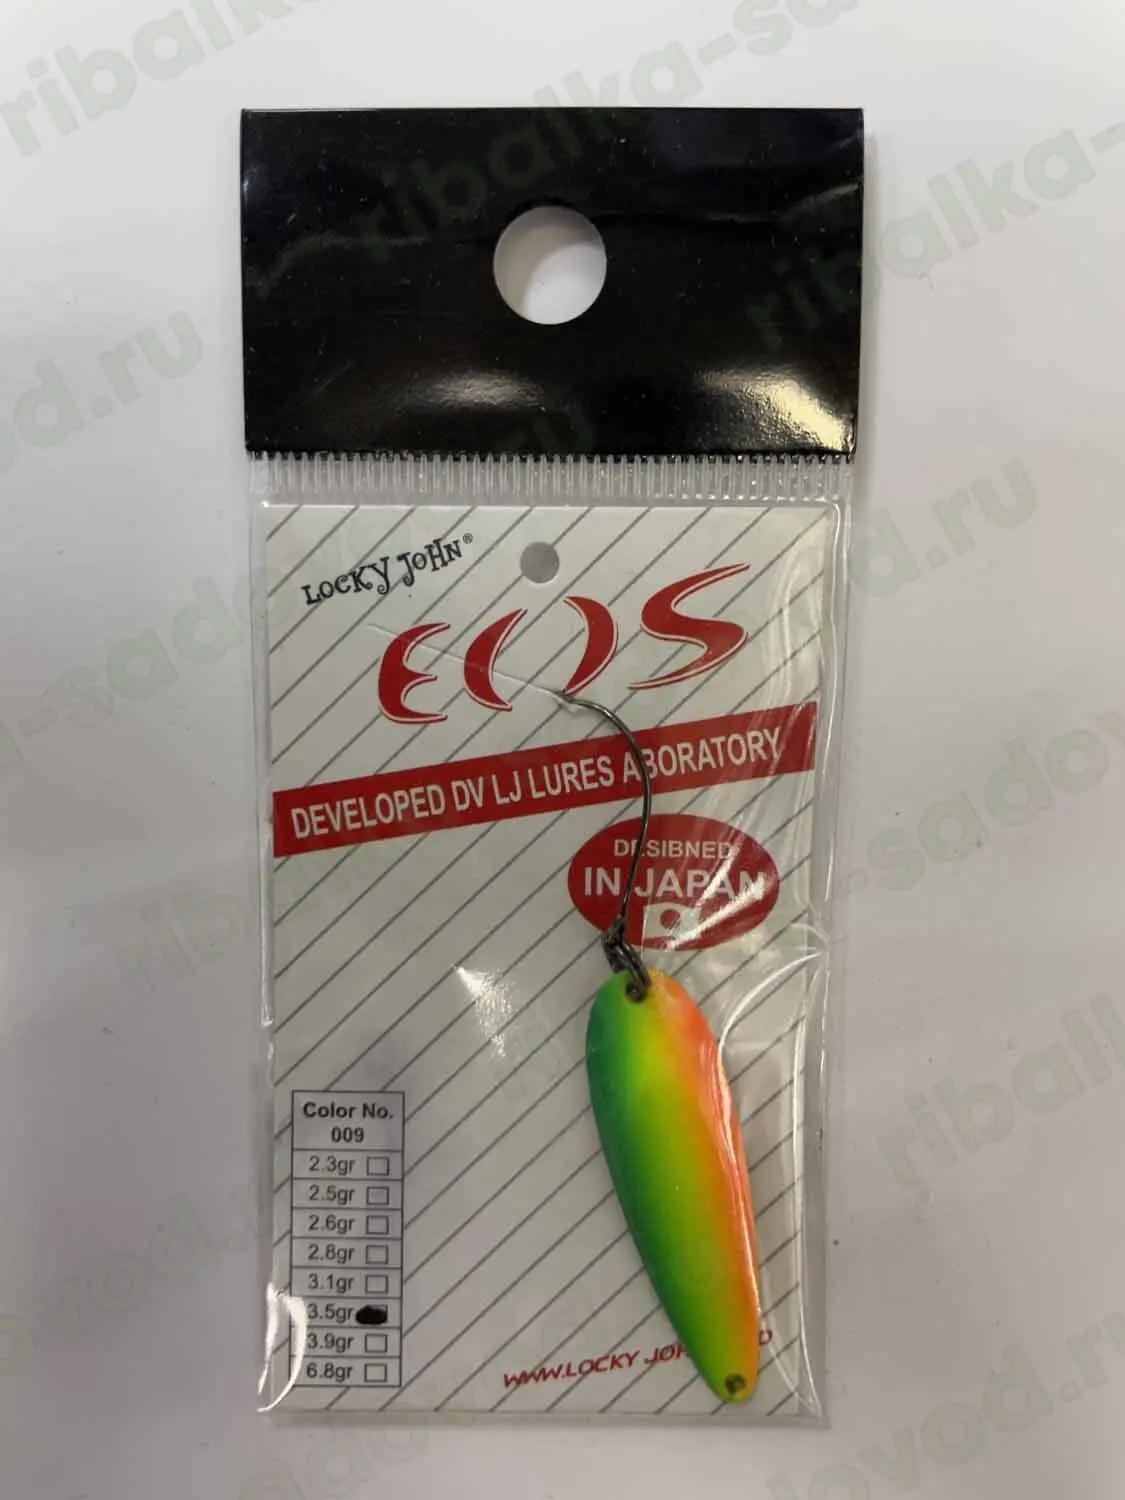 LOCKY JOHN®
EOS
DEVELOPED DV LJ LURES ABORATORY
DESIBNED
IN JAPAN
Color No.
009
2.3gr
2.5gr
2.6gr
2.8gr
3.1gr
3.5gr
3.9gr
6.8gr
WWW.LOCKY
ribalka-sadovod.ru